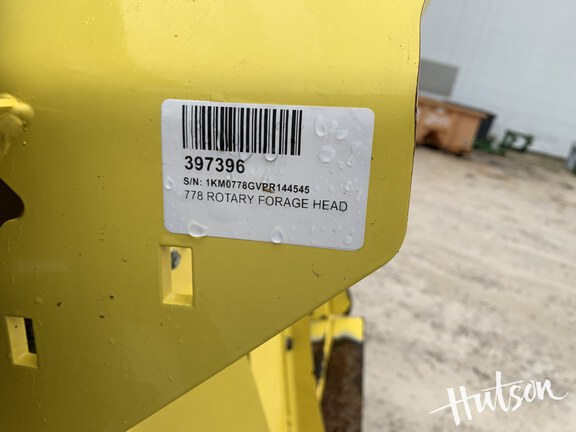 397396
S/N: 1KM0778GVPR144545
778 ROTARY FORAGE HEAD
Hutson